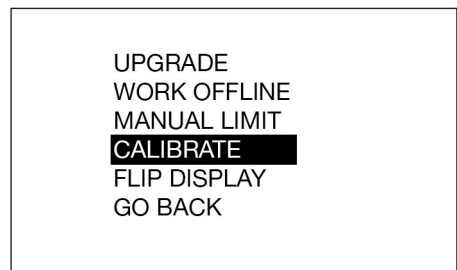 UPGRADE
WORK OFFLINE
MANUAL LIMIT
CALIBRATE
FLIP DISPLAY
GO BACK